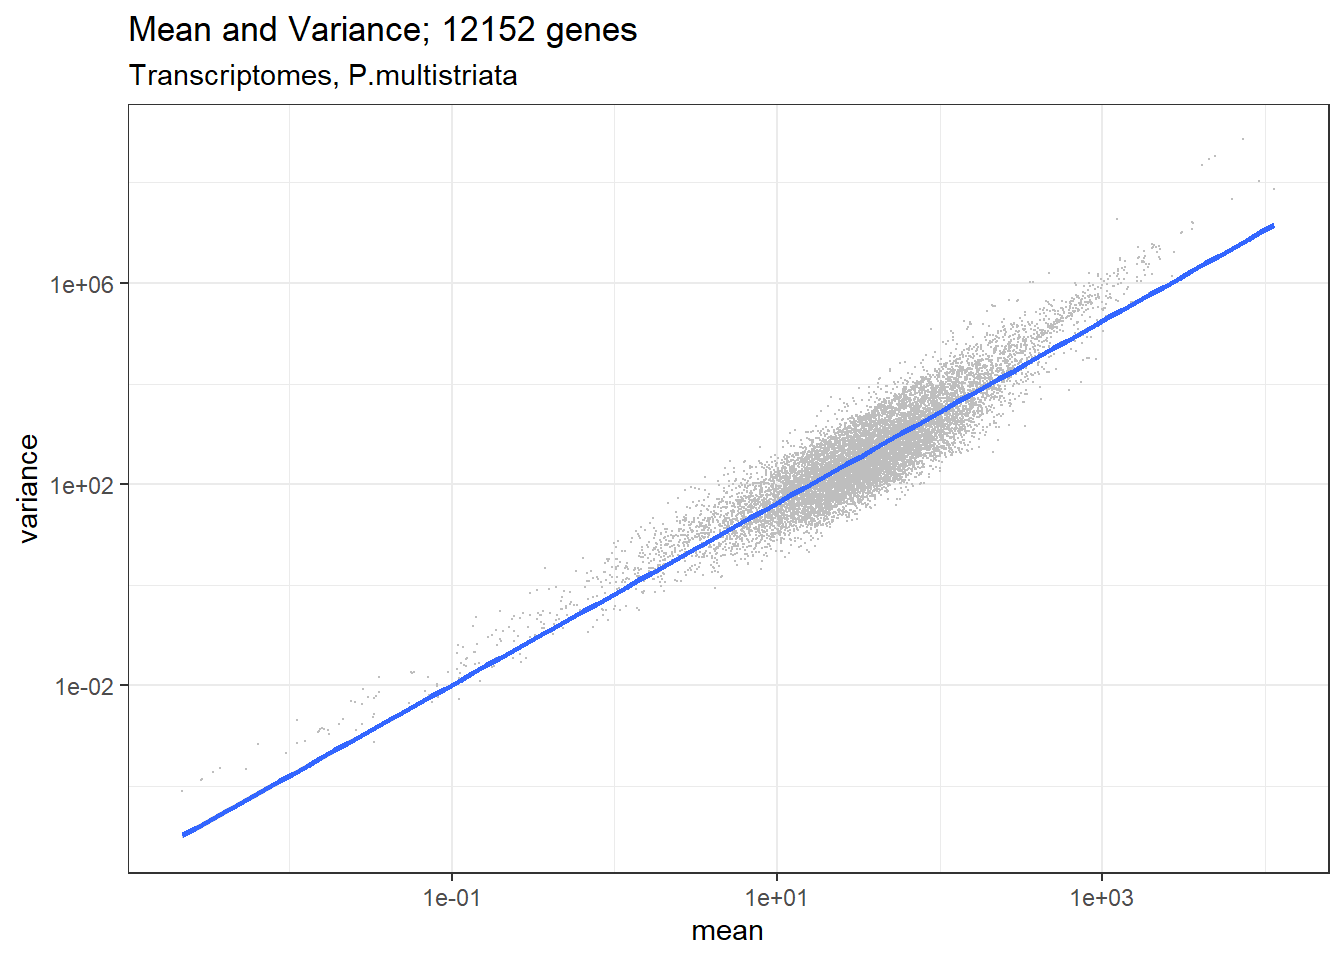 Mean and Variance; 12152 genes
Transcriptomes, P.multistriata
variance
1e+06
1e+02
1e-02
1e-01
1e+01
1e+03
mean